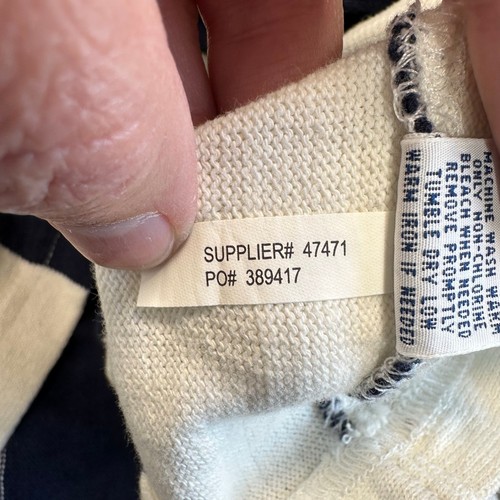 SUPPLIER# 47471
PO# 389417
MACHINE WASH WARM
ONLY NON-CHLORINE
BLEACH WHEN NEEDED
REMOVE PROMPTLY
TUMBLE DRY LOW
WARM IRON IF NEEDED